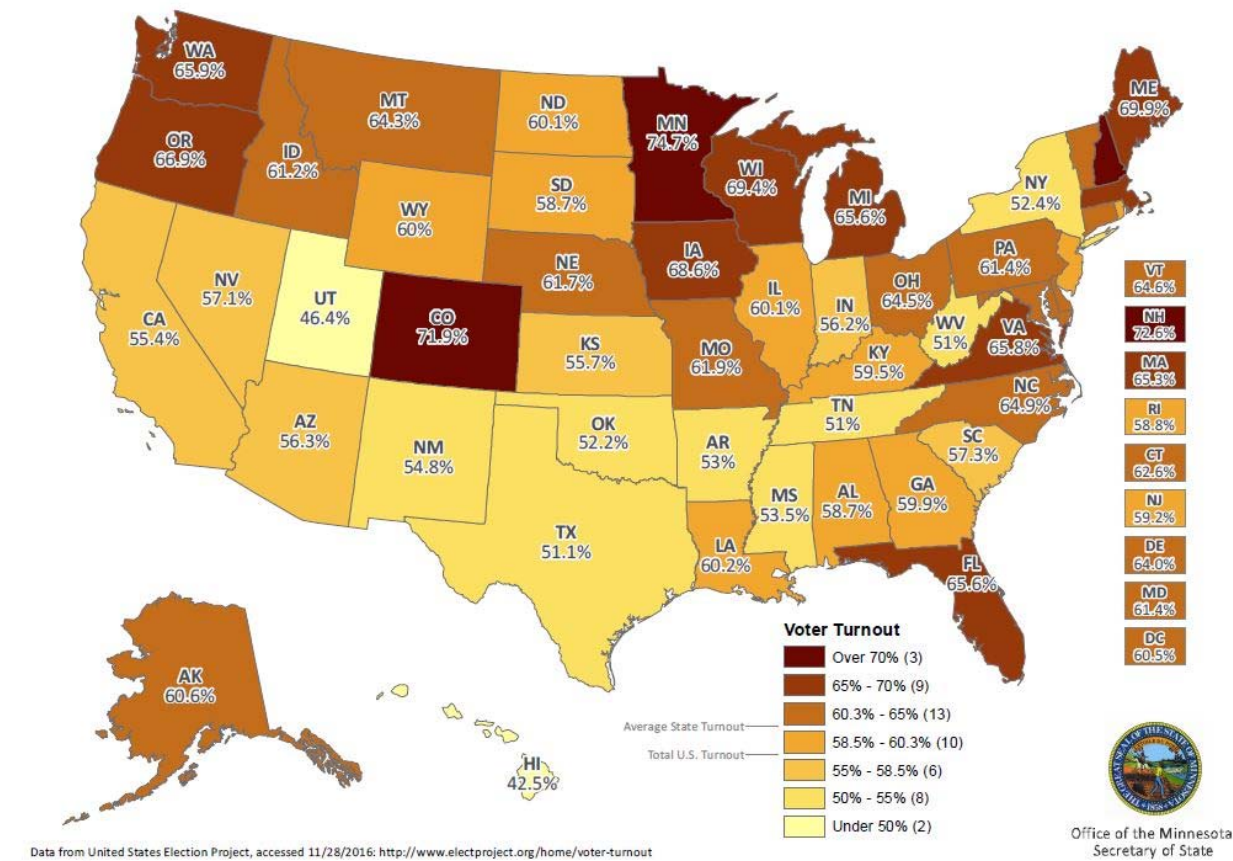 WA
65.9%
OR
66.9%
CA
55.4%
NV
57.1%
ID
61.2%
MT
64.3%
WY
60%
UT
46.4%
CO
71.9%
AZ
56.3%
NM
54.8%
ND
60.1%
SD
58.7%
NE
61.7%
KS
55.7%
OK
52.2%
TX
51.1%
MN
74.7%
IA
68.6%
MO
61.9%
AR
53%
LA
60.2%
WI
69.4%
IL
60.1%
MI
65.6%
IN
56.2%
OH
64.5%
KY
59.5%
TN
51%
MS
53.5%
AL
58.7%
GA
59.9%
FL
65.6%
SC
57.3%
NC
64.9%
VA
65.8%
WV
51%
PA
61.4%
NY
52.4%
ME
69.9%
AK
60.6%
HI
42.5%
VT
64.6%
NH
72.6%
MA
65.3%
RI
58.8%
CT
62.6%
NJ
59.2%
DE
64.0%
MD
61.4%
DC
60.5%
Voter Turnout
Over 70% (3)
65% - 70% (9)
60.3% - 65% (13)
Average State Turnout
58.5% - 60.3% (10)
Total U.S. Turnout
55% - 58.5% (6)
50% - 55% (8)
Under 50% (2)
THE GREAT SEAL OF THE STATE OF MINNESOTA
1858
Office of the Minnesota
Secretary of State
Data from United States Election Project, accessed 11/28/2016: http://www.electproject.org/home/voter-turnout